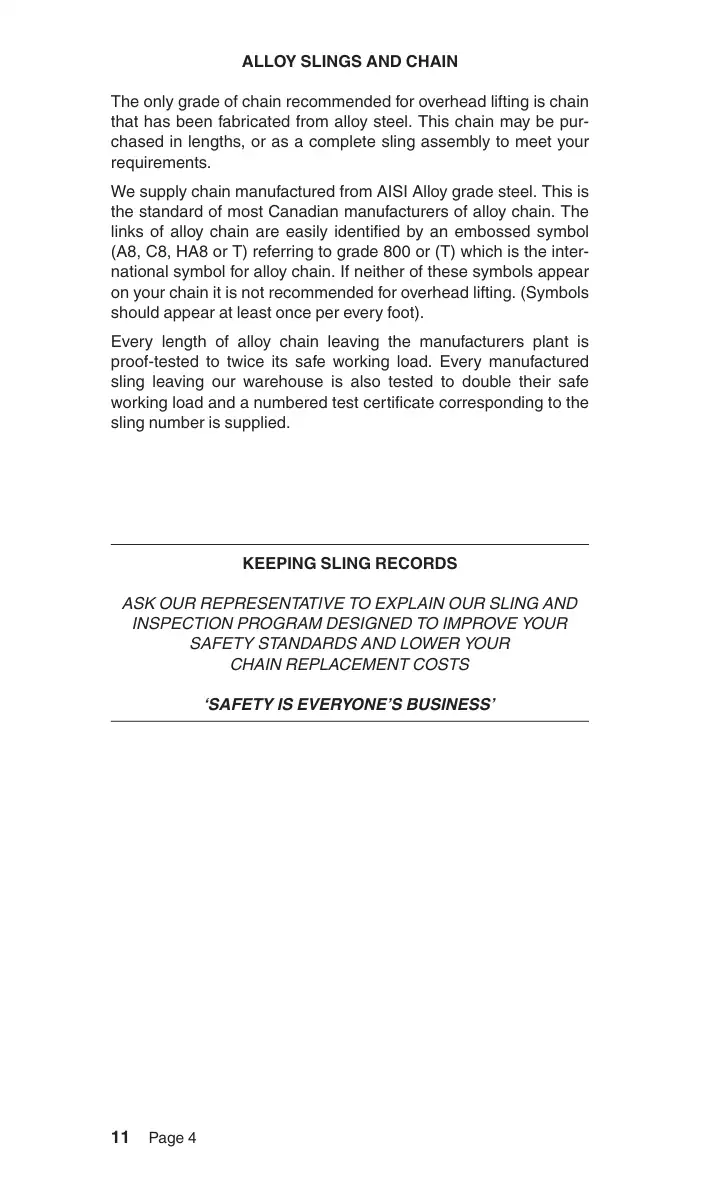 ALLOY SLINGS AND CHAIN
The only grade of chain recommended for overhead lifting is chain
that has been fabricated from alloy steel. This chain may be pur-
chased in lengths, or as a complete sling assembly to meet your
requirements.
We supply chain manufactured from AISI Alloy grade steel. This is
the standard of most Canadian manufacturers of alloy chain. The
links of alloy chain are easily identified by an embossed symbol
(A8, C8, HA8 or T) referring to grade 800 or (T) which is the inter-
national symbol for alloy chain. If neither of these symbols appear
on your chain it is not recommended for overhead lifting. (Symbols
should appear at least once per every foot).
Every length of alloy chain leaving the manufacturers plant is
proof-tested to twice its safe working load. Every manufactured
sling leaving our warehouse is also tested to double their safe
working load and a numbered test certificate corresponding to the
sling number is supplied.
KEEPING SLING RECORDS
ASK OUR REPRESENTATIVE TO EXPLAIN OUR SLING AND
INSPECTION PROGRAM DESIGNED TO IMPROVE YOUR
SAFETY STANDARDS AND LOWER YOUR
CHAIN REPLACEMENT COSTS
‘SAFETY IS EVERYONE’S BUSINESS’
11 Page 4